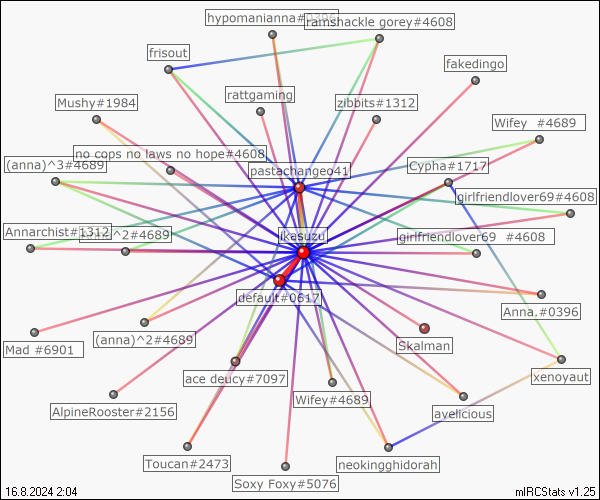 hypomanianna#0396
ramshackle gorey#4608
frisout
fakedingo
rattgaming
Mushy#1984
zibbits#1312
Wifey  #4689
no cops no laws no hope#4608
(anna)^3#4689
Cypha#1717
pastachangeo41
girlfriendlover69#4608
Annarchist#1312
^2#4689
ikesuzu
girlfriendlover69  #4608
default#0617
Anna.#0396
Mad #6901
(anna)^2#4689
Skalman
xenoyaut
ace deucy#7097
Wifey#4689
avelicious
AlpineRooster#2156
Toucan#2473
neokingghidorah
Soxy Foxy#5076
16.8.2024 2:04
mIRCStats v1.25